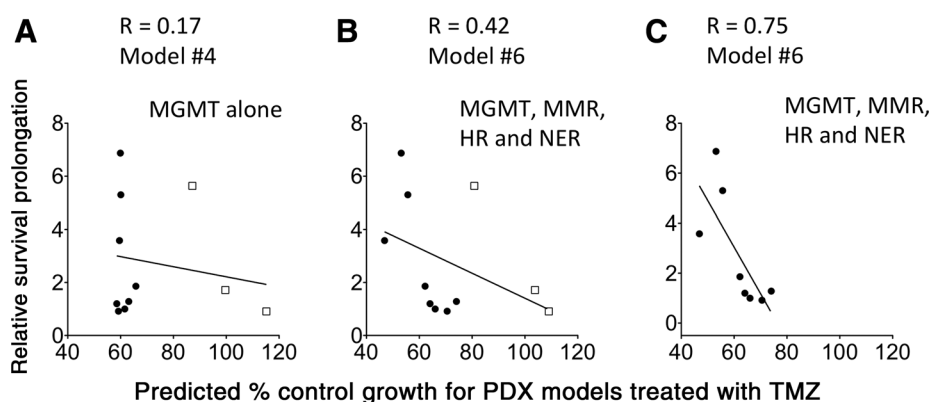 A
R = 0.17
Model #4
MGMT alone
B
R = 0.42
Model #6
MGMT, MMR,
HR and NER
C
R = 0.75
Model #6
MGMT, MMR,
HR and NER
Relative survival prolongation
8
6
4
2
0
40 60 80 100 120
8
6
4
2
0
40 60 80 100 120
8
6
4
2
0
40 60 80 100 120
Predicted % control growth for PDX models treated with TMZ